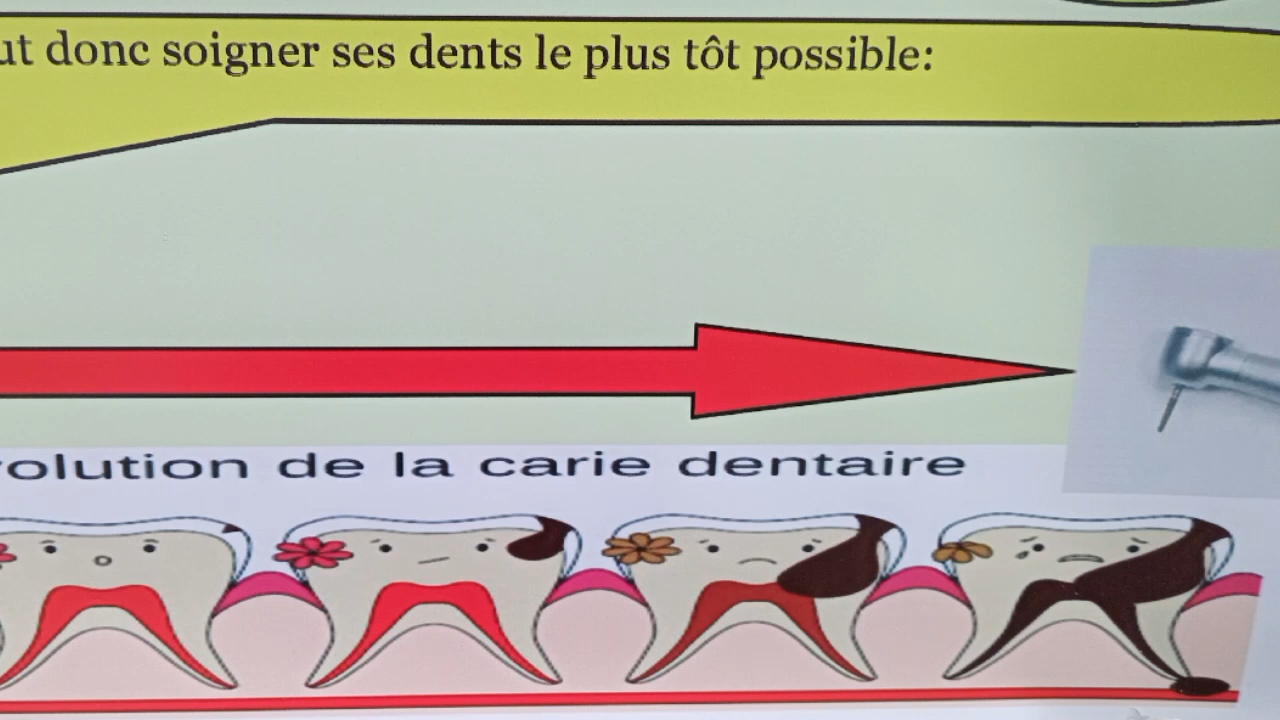 donc soigner ses dents le plus tôt possible:
de la carie dentaire